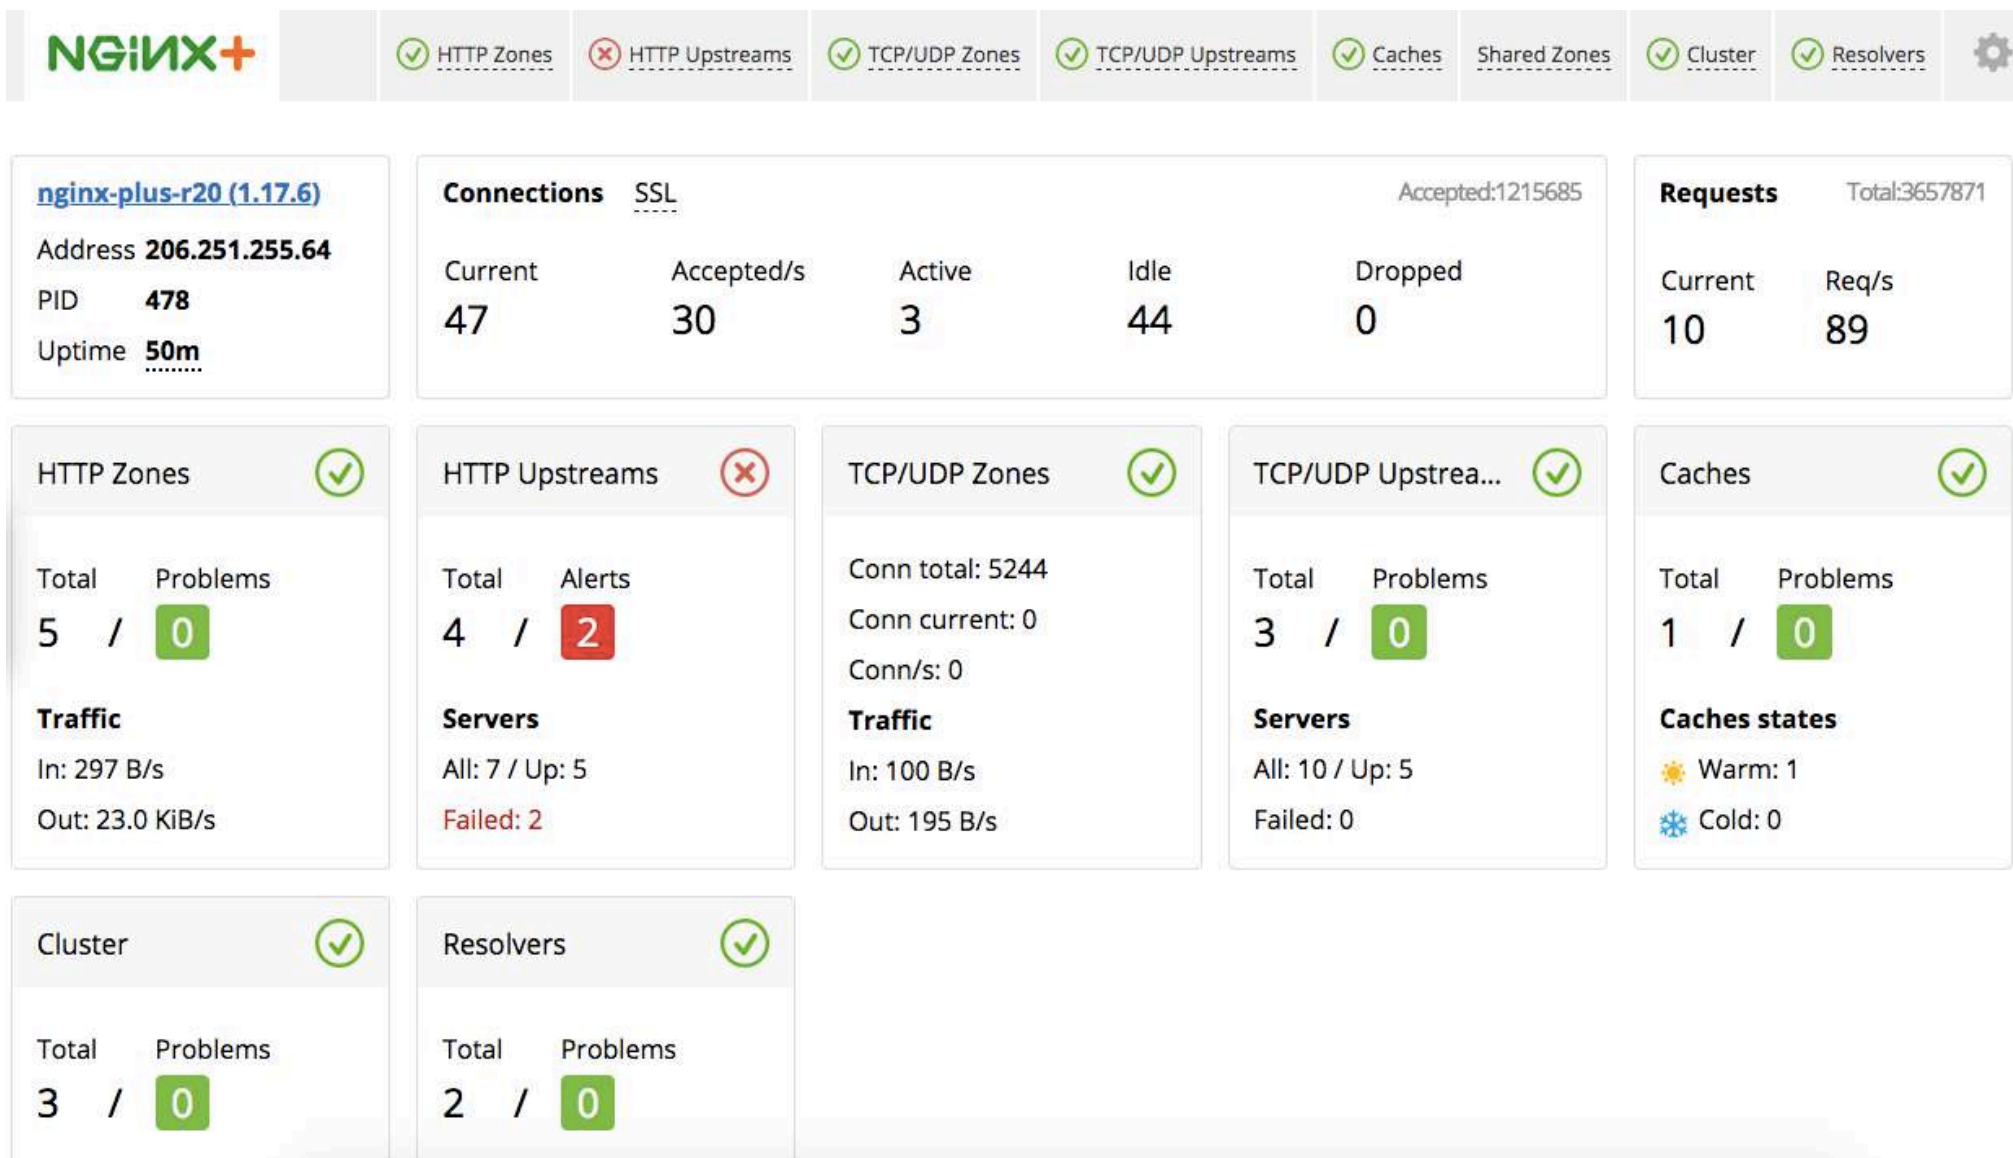 NGINX+
HTTP Zones
HTTP Upstreams
TCP/UDP Zones
TCP/UDP Upstreams
Caches
Shared Zones
Cluster
Resolvers
nginx-plus-r20 (1.17.6)
Address 206.251.255.64
PID 478
Uptime 50m
Connections SSL Accepted:1215685
Current Accepted/s Active Idle Dropped
47 30 3 44 0
Requests Total:3657871
Current Req/s
10 89
HTTP Zones
Total Problems
5 / 0
Traffic
In: 297 B/s
Out: 23.0 KiB/s
HTTP Upstreams
Total Alerts
4 / 2
Servers
All: 7 / Up: 5
Failed: 2
TCP/UDP Zones
Conn total: 5244
Conn current: 0
Conn/s: 0
Traffic
In: 100 B/s
Out: 195 B/s
TCP/UDP Upstrea...
Total Problems
3 / 0
Servers
All: 10 / Up: 5
Failed: 0
Caches
Total Problems
1 / 0
Caches states
Warm: 1
Cold: 0
Cluster
Total Problems
3 / 0
Resolvers
Total Problems
2 / 0